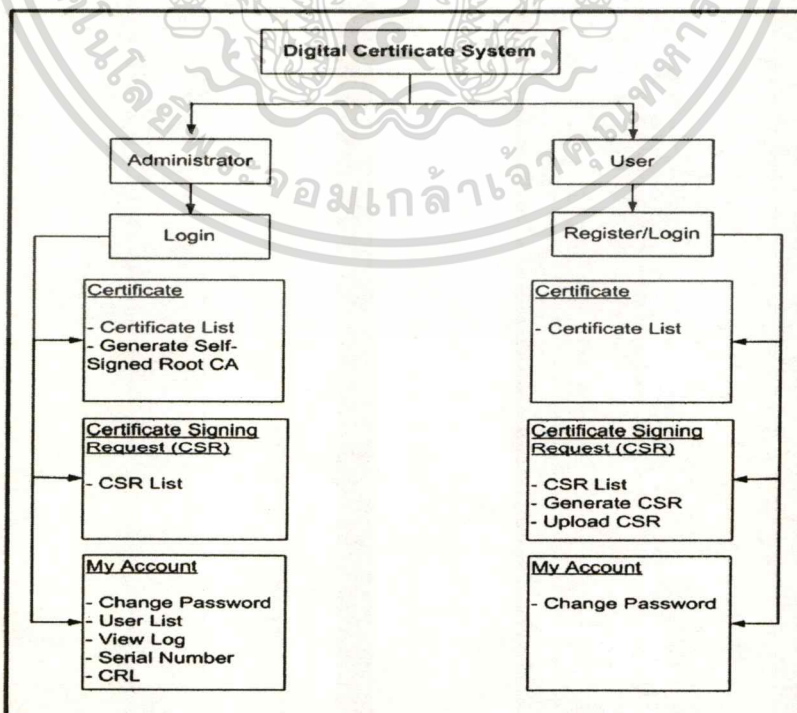 Digital Certificate System
Administrator
User
Login
Register/Login
Certificate
- Certificate List
- Generate Self-
Signed Root CA
Certificate
- Certificate List
Certificate Signing
Request (CSR)
- CSR List
Certificate Signing
Request (CSR)
- CSR List
- Generate CSR
- Upload CSR
My Account
- Change Password
- User List
- View Log
- Serial Number
- CRL
My Account
- Change Password